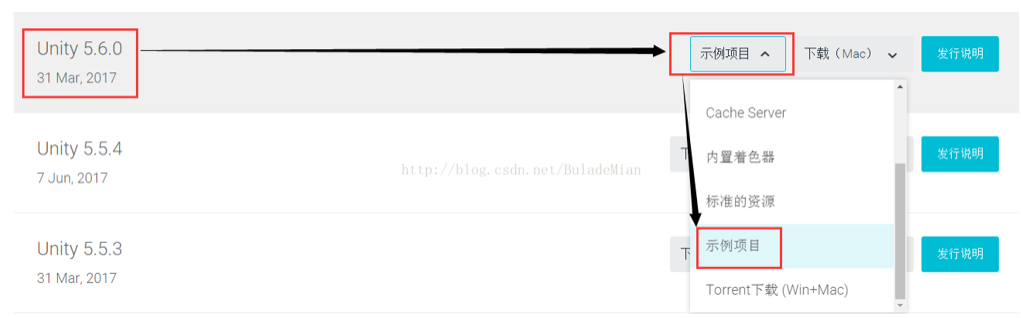 Unity 5.6.0
31 Mar, 2017
示例项目
下载（Mac）
发行说明
Cache Server
内置着色器
标准的资源
示例项目
Torrent下载 (Win+Mac)
Unity 5.5.4
7 Jun, 2017
http://blog.csdn.net/BuladeMian
下
发行说明
Unity 5.5.3
31 Mar, 2017
下
发行说明